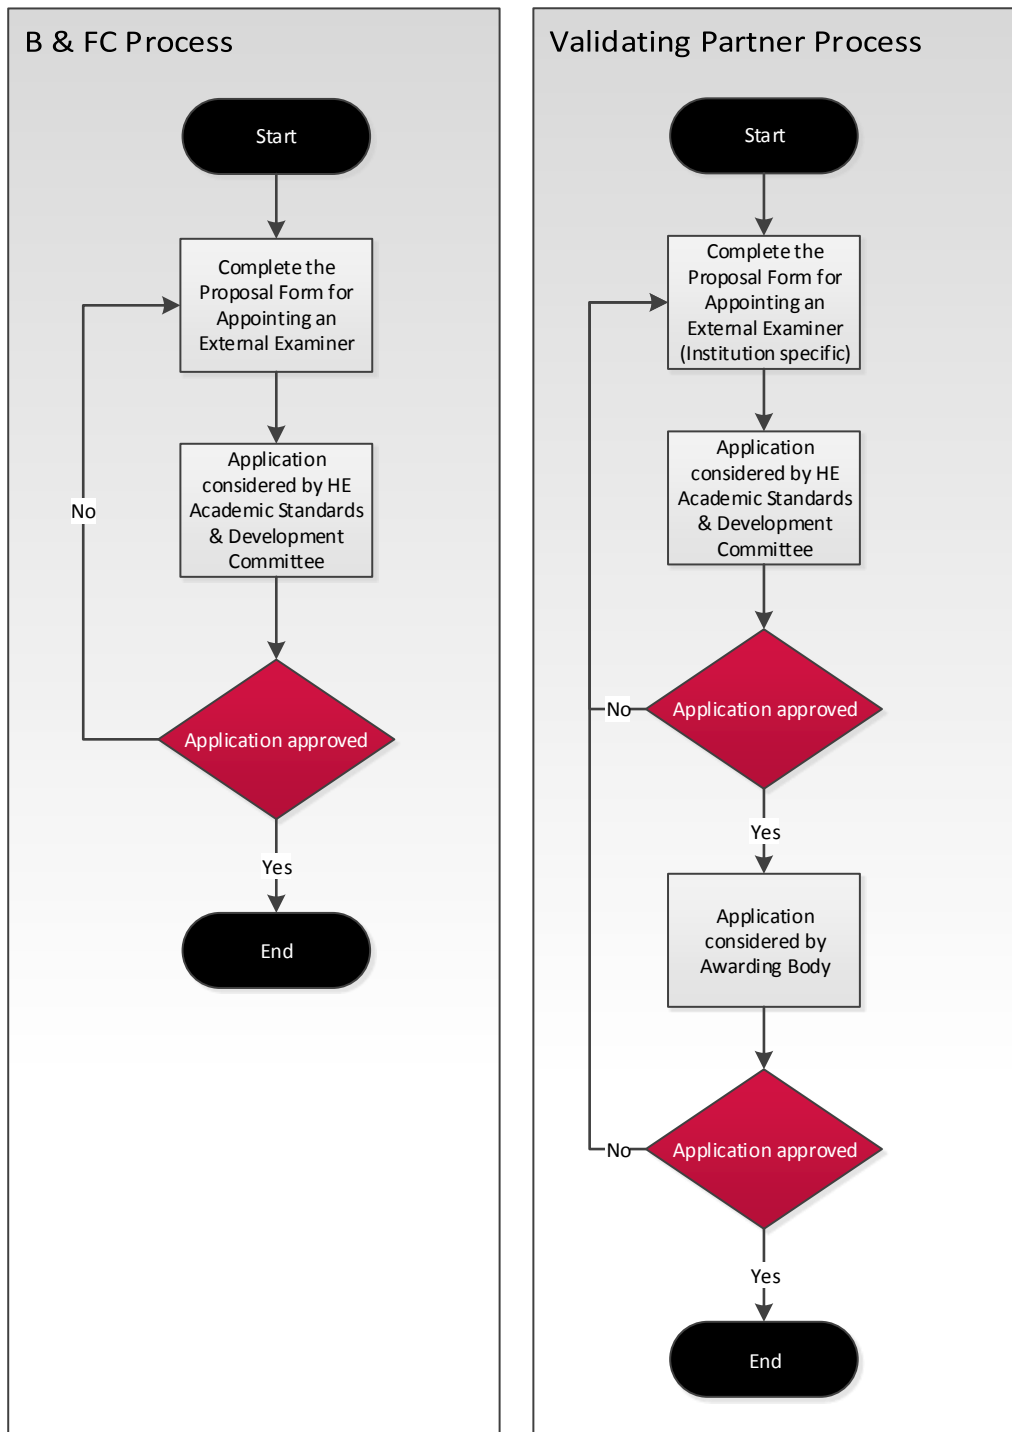 B & FC Process
Start
Complete the
Proposal Form for
Appointing an
External Examiner
Application
considered by HE
Academic Standards
& Development
Committee
No
Application approved
Yes
End
Validating Partner Process
Start
Complete the
Proposal Form for
Appointing an
External Examiner
(Institution specific)
Application
considered by HE
Academic Standards
& Development
Committee
No
Application approved
Yes
Application
considered by
Awarding Body
No
Application approved
Yes
End